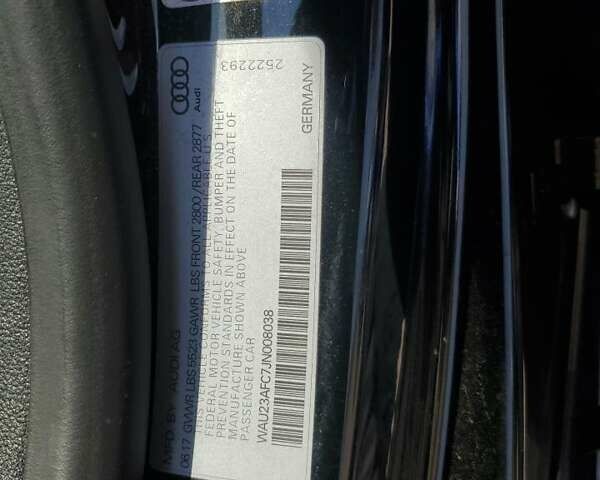 25222293
Audi
MFD. BY AUDI AG
06.17 GVWR LBS 5523 GAWR LBS FRONT 2800 / REAR 2877
THIS VEHICLE CONFORMS TO ALL APPLICABLE U.S.
FEDERAL MOTOR VEHICLE SAFETY, BUMPER AND THEFT
PREVENTION STANDARDS IN EFFECT ON THE DATE OF
MANUFACTURE SHOWN ABOVE
PASSENGER CAR
WAU23AFC7JN008038
GERMANY